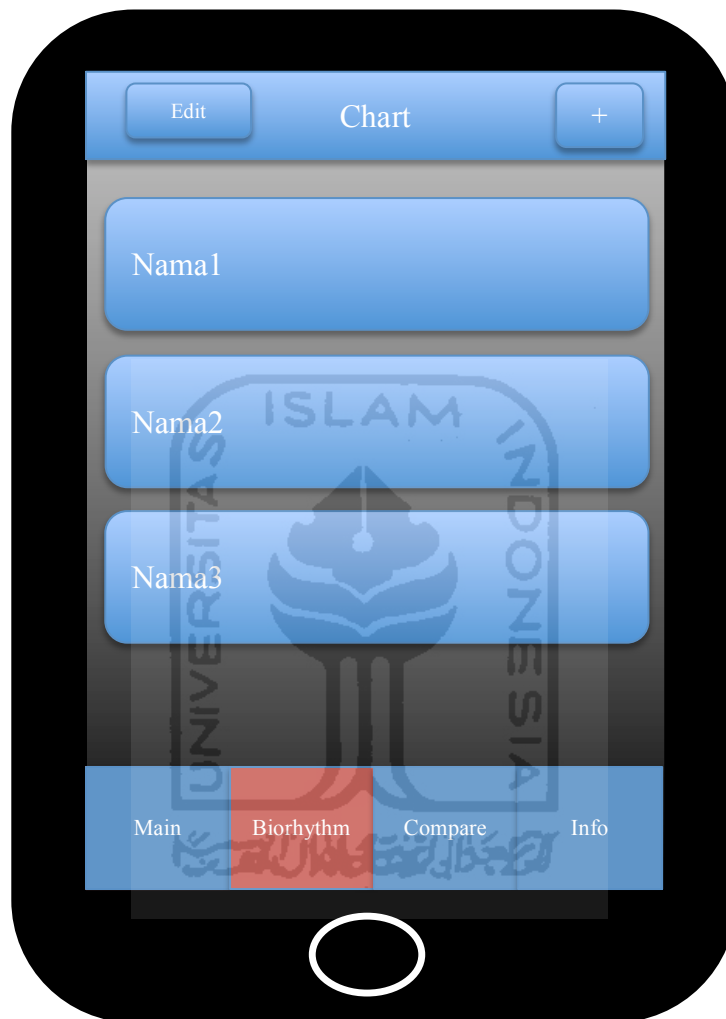 Edit
Chart
+
Nama1
Nama2
Nama3
Main
Biorhythm
Compare
Info
UNIVERSITAS
ISLAM
INDONESIA